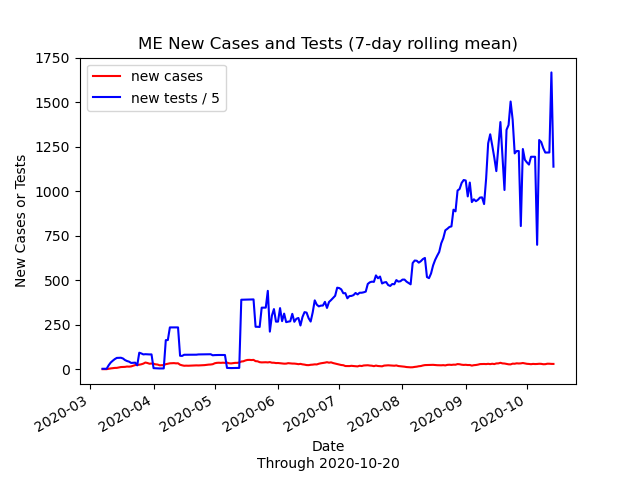 ME New Cases and Tests (7-day rolling mean)
new cases
new tests / 5
1750
1500
1250
1000
750
500
250
0
New Cases or Tests
2020-03
2020-04
2020-05
2020-06
2020-07
2020-08
2020-09
2020-10
Date
Through 2020-10-20